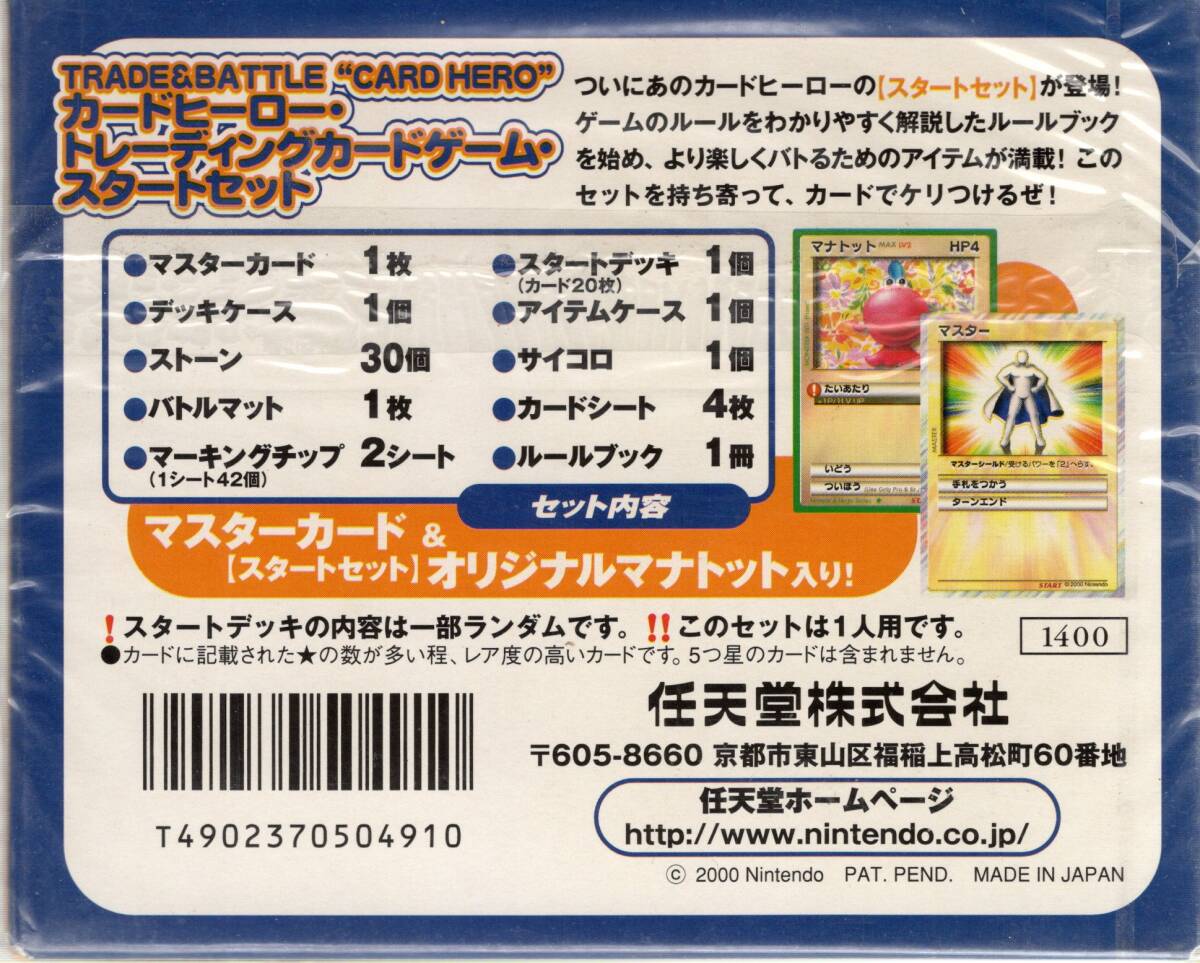 TRADE&BATTLE “CARD HERO”
カードヒーロー・
トレーディングカードゲーム・
スタートセット
ついにあのカードヒーローの【スタートセット】が登場！
ゲームのルールをわかりやすく解説したルールブック
を始め、より楽しくバトるためのアイテムが満載！この
セットを持ち寄って、カードでケリつけるぜ！
●マスターカード 1枚
●デッキケース 1個
●ストーン 30個
●バトルマット 1枚
●マーキングチップ 2シート
(1シート42個)
●スタートデッキ 1個
(カード20枚)
●アイテムケース 1個
●サイコロ 1個
●カードシート 4枚
●ルールブック 1冊
セット内容
マナトット MAX LV2 HP4
たいあたり
いどう
ついほう
マスター
MASTER
マスターシールド/受けるパワーを「2」へらす。
手札をつかう
ターンエンド
START ©2000 Nintendo
マスターカード &
【スタートセット】オリジナルマナトット入り！
！スタートデッキの内容は一部ランダムです。!!このセットは1人用です。
●カードに記載された★の数が多い程、レア度の高いカードです。5つ星のカードは含まれません。
1400
T4902370504910
任天堂株式会社
〒605-8660 京都市東山区福稲上高松町60番地
任天堂ホームページ
http://www.nintendo.co.jp/
© 2000 Nintendo PAT. PEND. MADE IN JAPAN